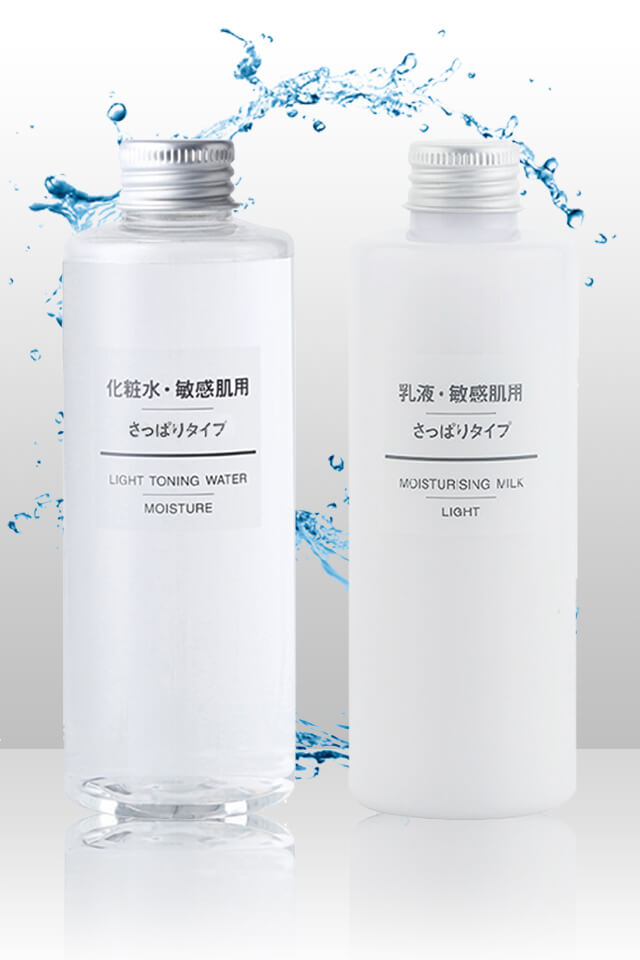 化粧水・敏感肌用
さっぱりタイプ
LIGHT TONING WATER
MOISTURE
乳液・敏感肌用
さっぱりタイプ
MOISTURISING MILK
LIGHT